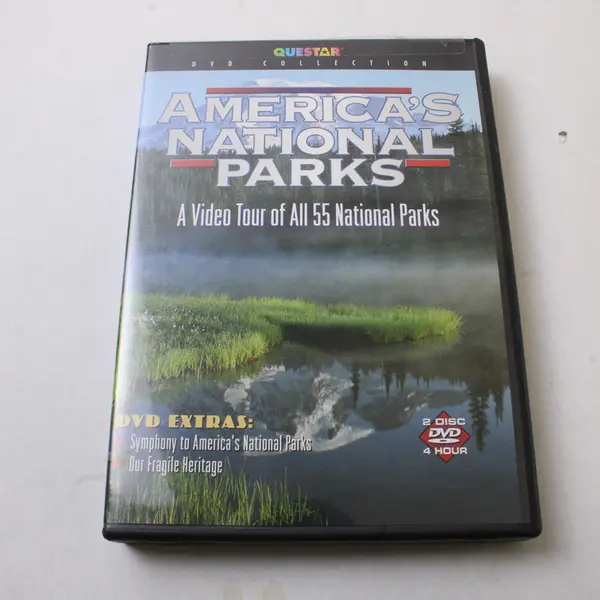 QUESTAR
DVD COLLECTION
AMERICA'S
NATIONAL
PARKS
A Video Tour of All 55 National Parks
DVD EXTRAS:
Symphony to America's National Parks
Our Fragile Heritage
2 DISC
DVD
4 HOUR